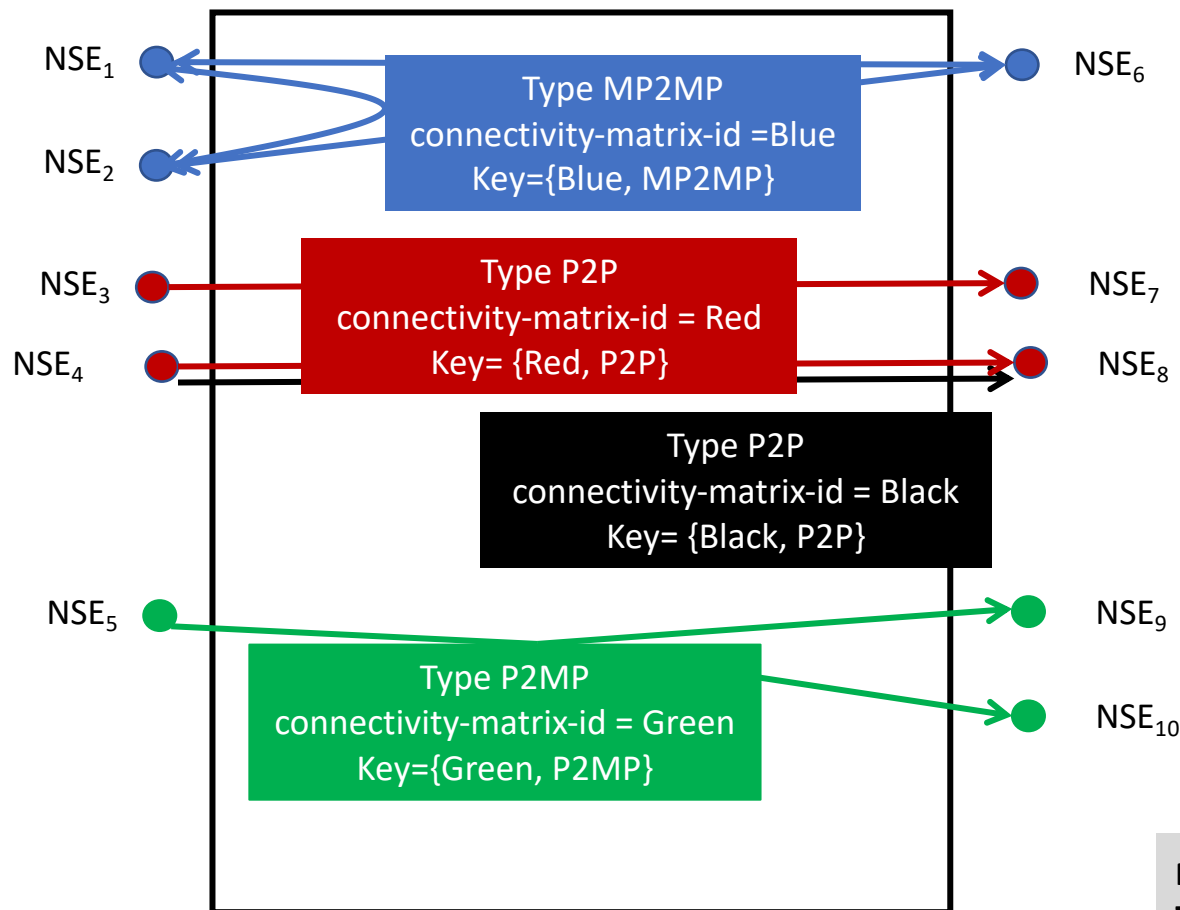 NSE₁
NSE₆
Type MP2MP
connectivity-matrix-id =Blue
Key={Blue, MP2MP}
NSE₂
NSE₃
Type P2P
connectivity-matrix-id = Red
Key= {Red, P2P}
NSE₇
NSE₄
NSE₈
Type P2P
connectivity-matrix-id = Black
Key= {Black, P2P}
NSE₅
NSE₉
Type P2MP
connectivity-matrix-id = Green
Key={Green, P2MP}
NSE₁₀